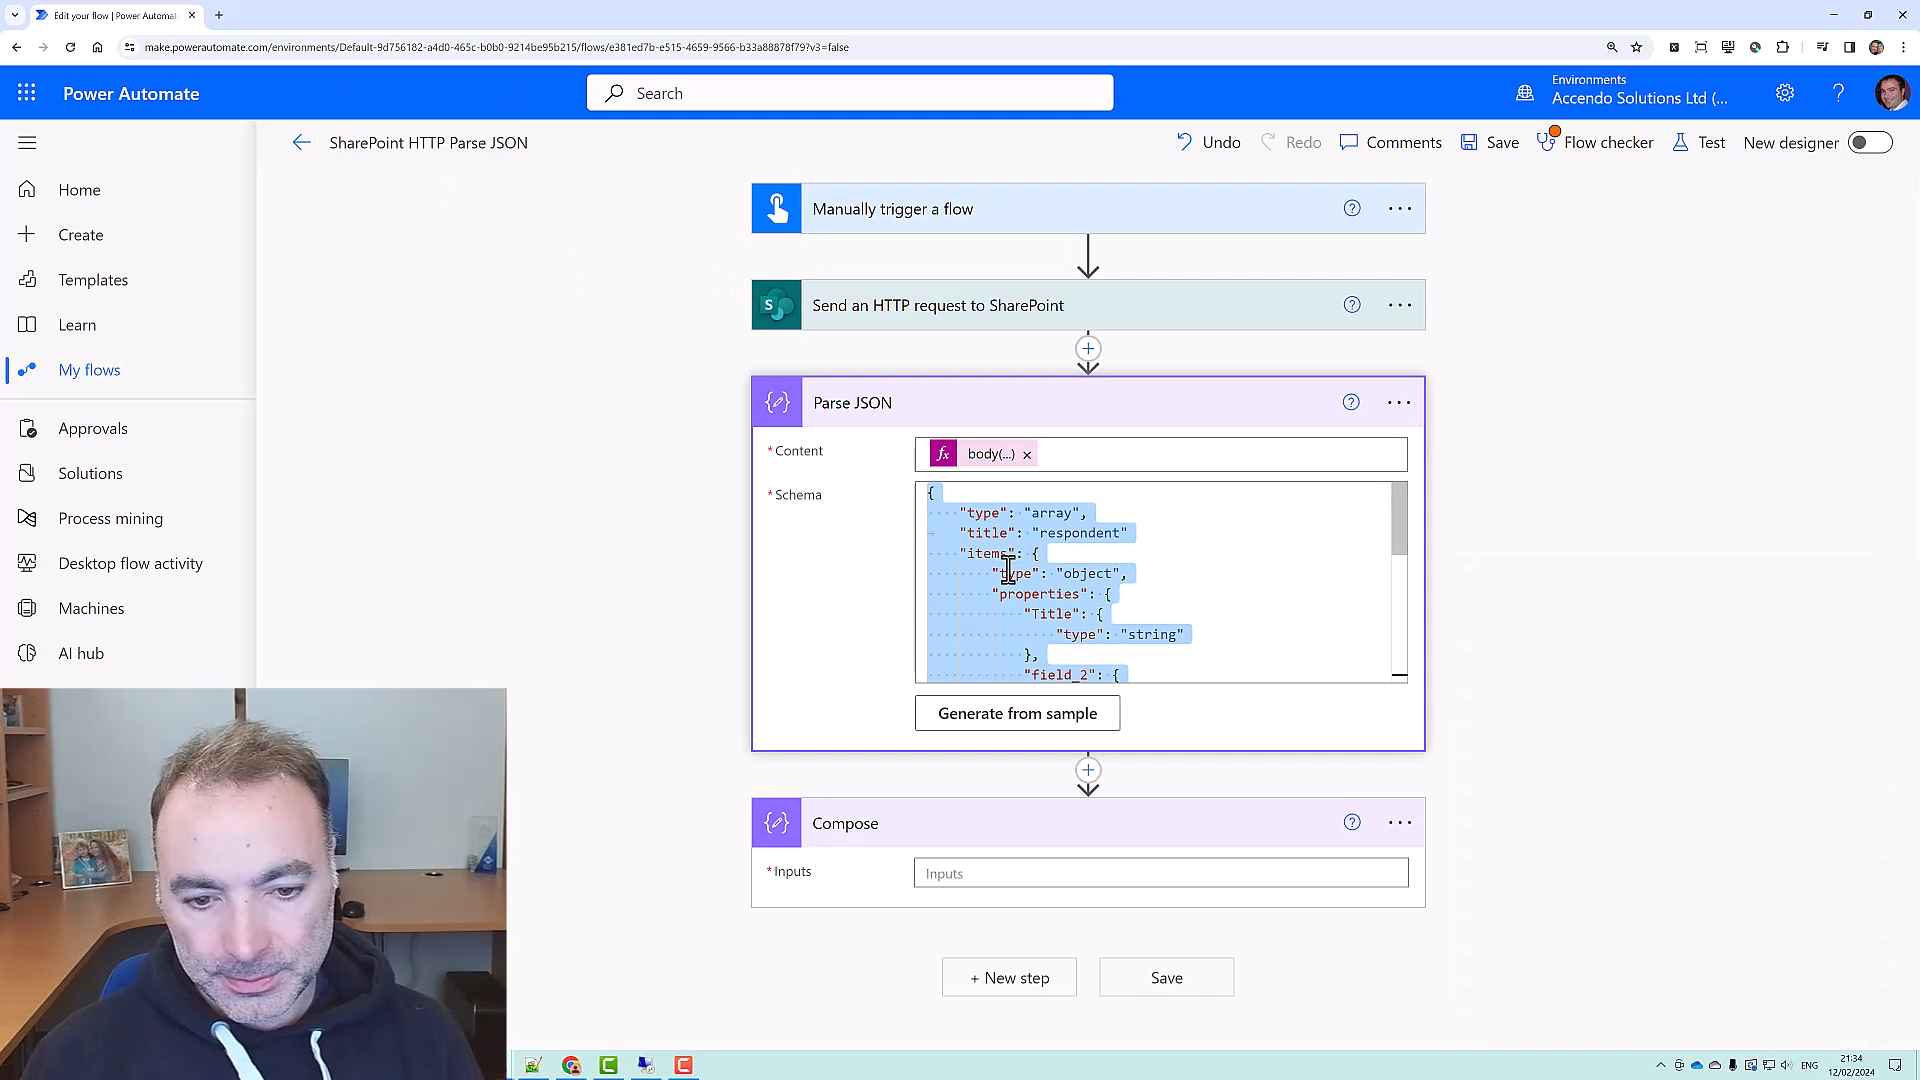 Edit your flow | Power Automate
make.powerautomate.com/environments/Default-9d756182-a4d0-465c-b0b0-9214be95b215/flows/e381ed7b-e515-4659-9566-b33a88878f79?v3=false
Power Automate
Search
Environments
Accendo Solutions Ltd (...
SharePoint HTTP Parse JSON
Undo
Redo
Comments
Save
Flow checker
Test
New designer
Home
Create
Templates
Learn
My flows
Approvals
Solutions
Process mining
Desktop flow activity
Machines
AI hub
Manually trigger a flow
Send an HTTP request to SharePoint
Parse JSON
* Content
fx body(...) ×
* Schema
{
"type": "array",
"title": "respondent"
"items": {
"type": "object",
"properties": {
"Title": {
"type": "string"
},
"field_2": {
Generate from sample
Compose
* Inputs
Inputs
+ New step
Save
ENG
21:34
12/02/2024